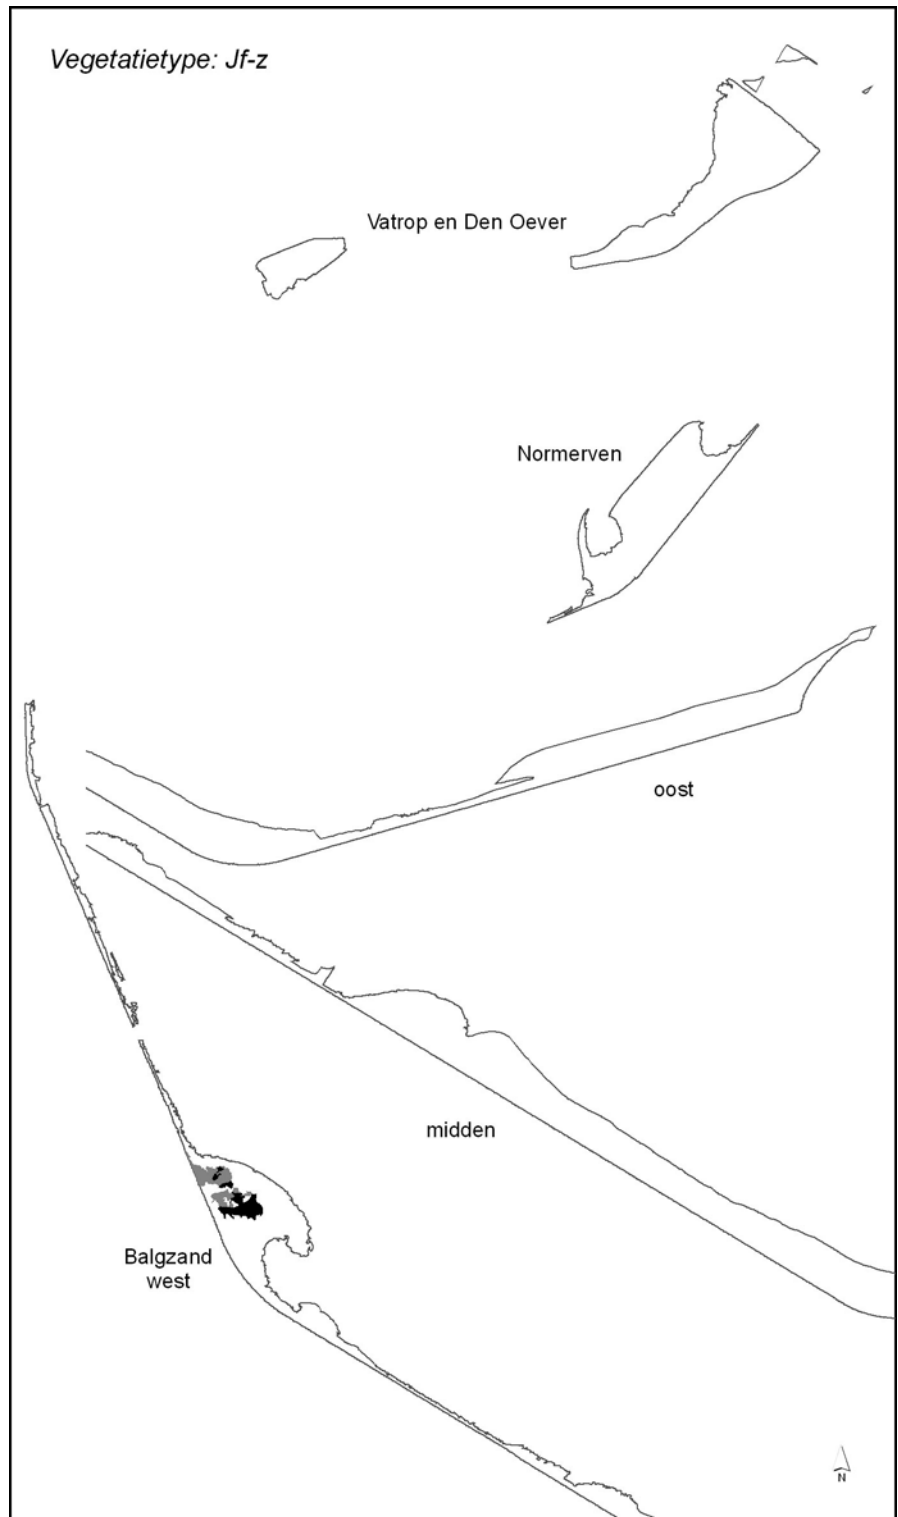 Vegetatietype: Jf-z
Vatrop en Den Oever
Normerven
oost
midden
Balgzand
west
N